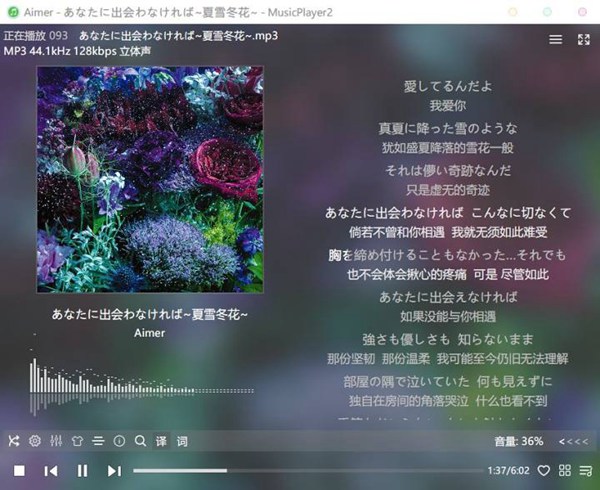 Aimer - あなたに出会わなければ~夏雪冬花~ - MusicPlayer2
正在播放 093 あなたに出会わなければ~夏雪冬花~.mp3
MP3 44.1kHz 128kbps 立体声
愛してるんだよ
我爱你
真夏に降った雪のような
犹如盛夏降落的雪花一般
それは儚い奇跡なんだ
只是虚无的奇迹
あなたに出会わなければ こんなに切なくて
倘若不曾和你相遇 我就无须如此难受
胸を締め付けることもなかった...それでも
也不会体会揪心的疼痛 可是 尽管如此
あなたに出会えなければ
如果没能与你相遇
強さも優しさも 知らないまま
那份坚韧 那份温柔 我可能至今仍旧无法理解
部屋の隅で泣いていた 何も見えずに
独自在房间的角落哭泣 什么也看不到
あなたに出会わなければ~夏雪冬花~
Aimer
译 词
音量: 36% <<<<
1:37/6:02